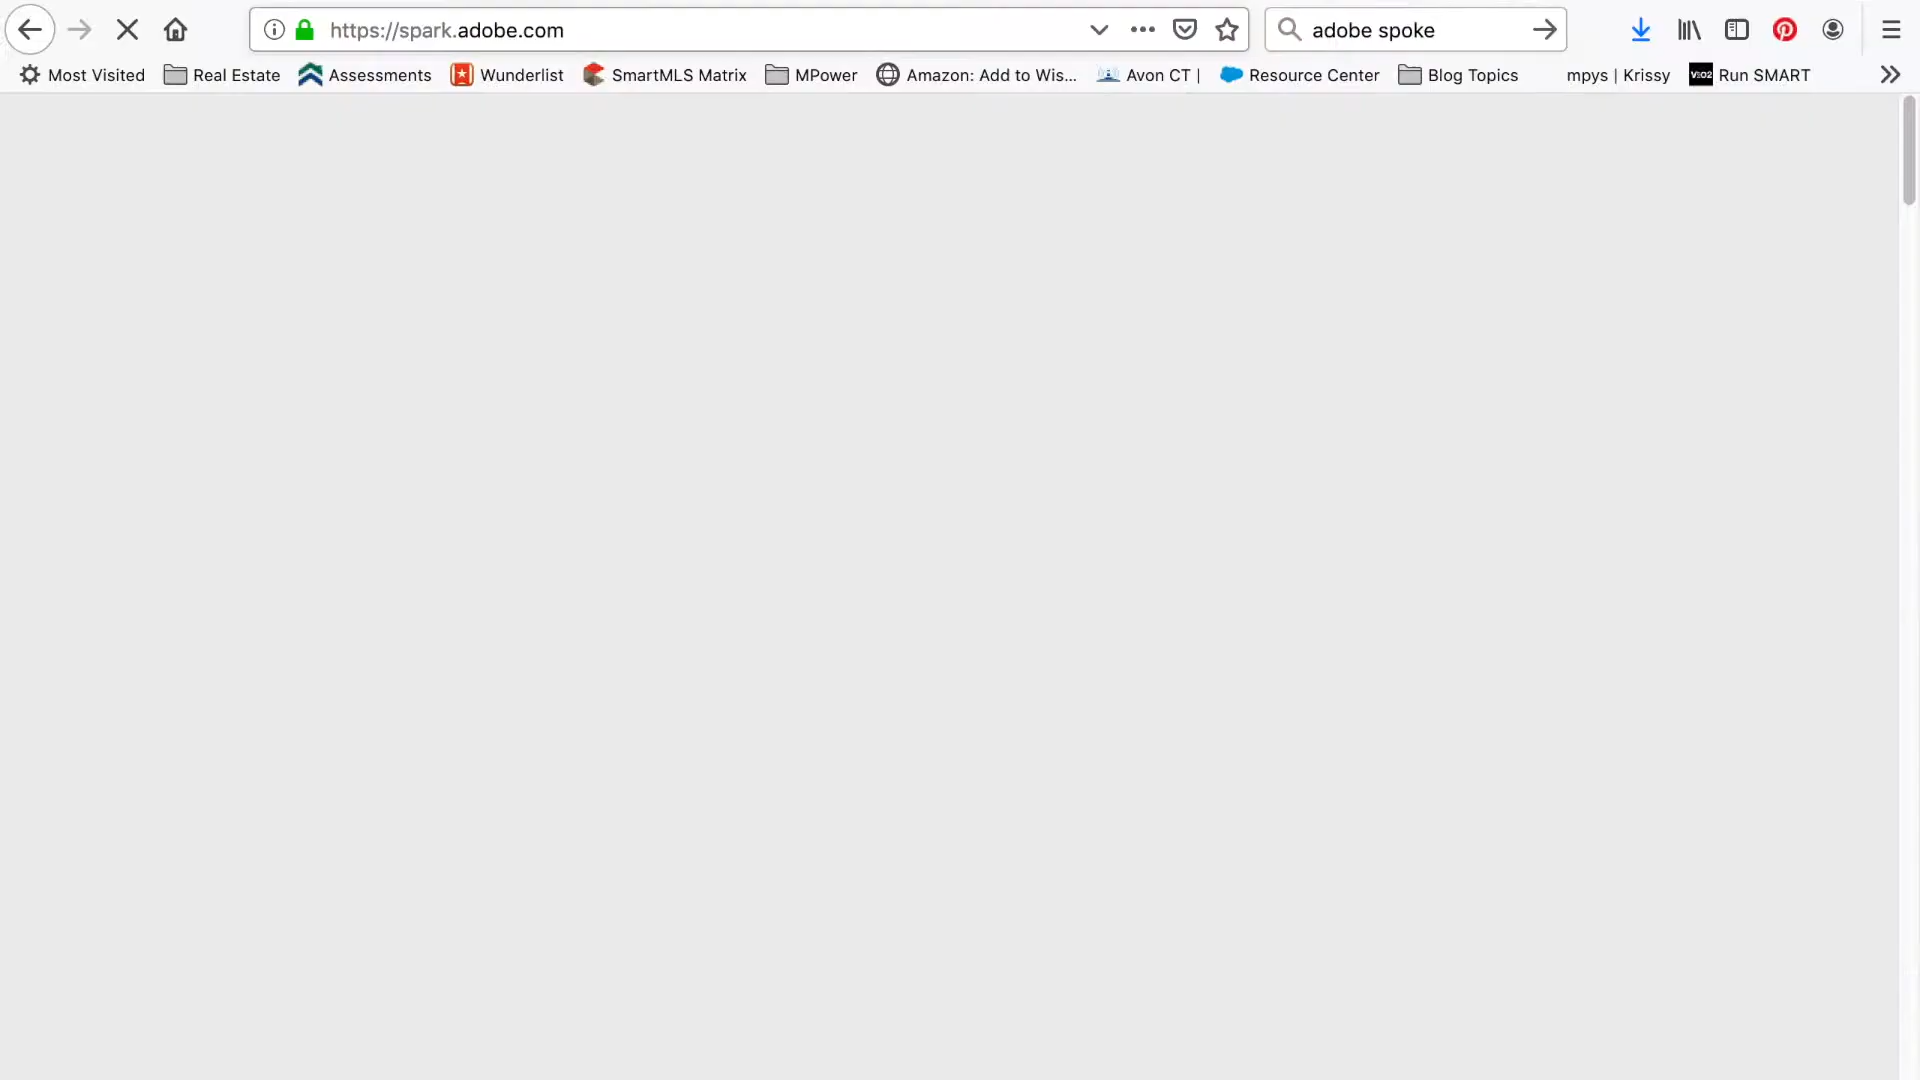 https://spark.adobe.com
adobe spoke
Most Visited Real Estate Assessments Wunderlist SmartMLS Matrix MPower Amazon: Add to Wis... Avon CT | Resource Center Blog Topics mpys | Krissy VHO2 Run SMART